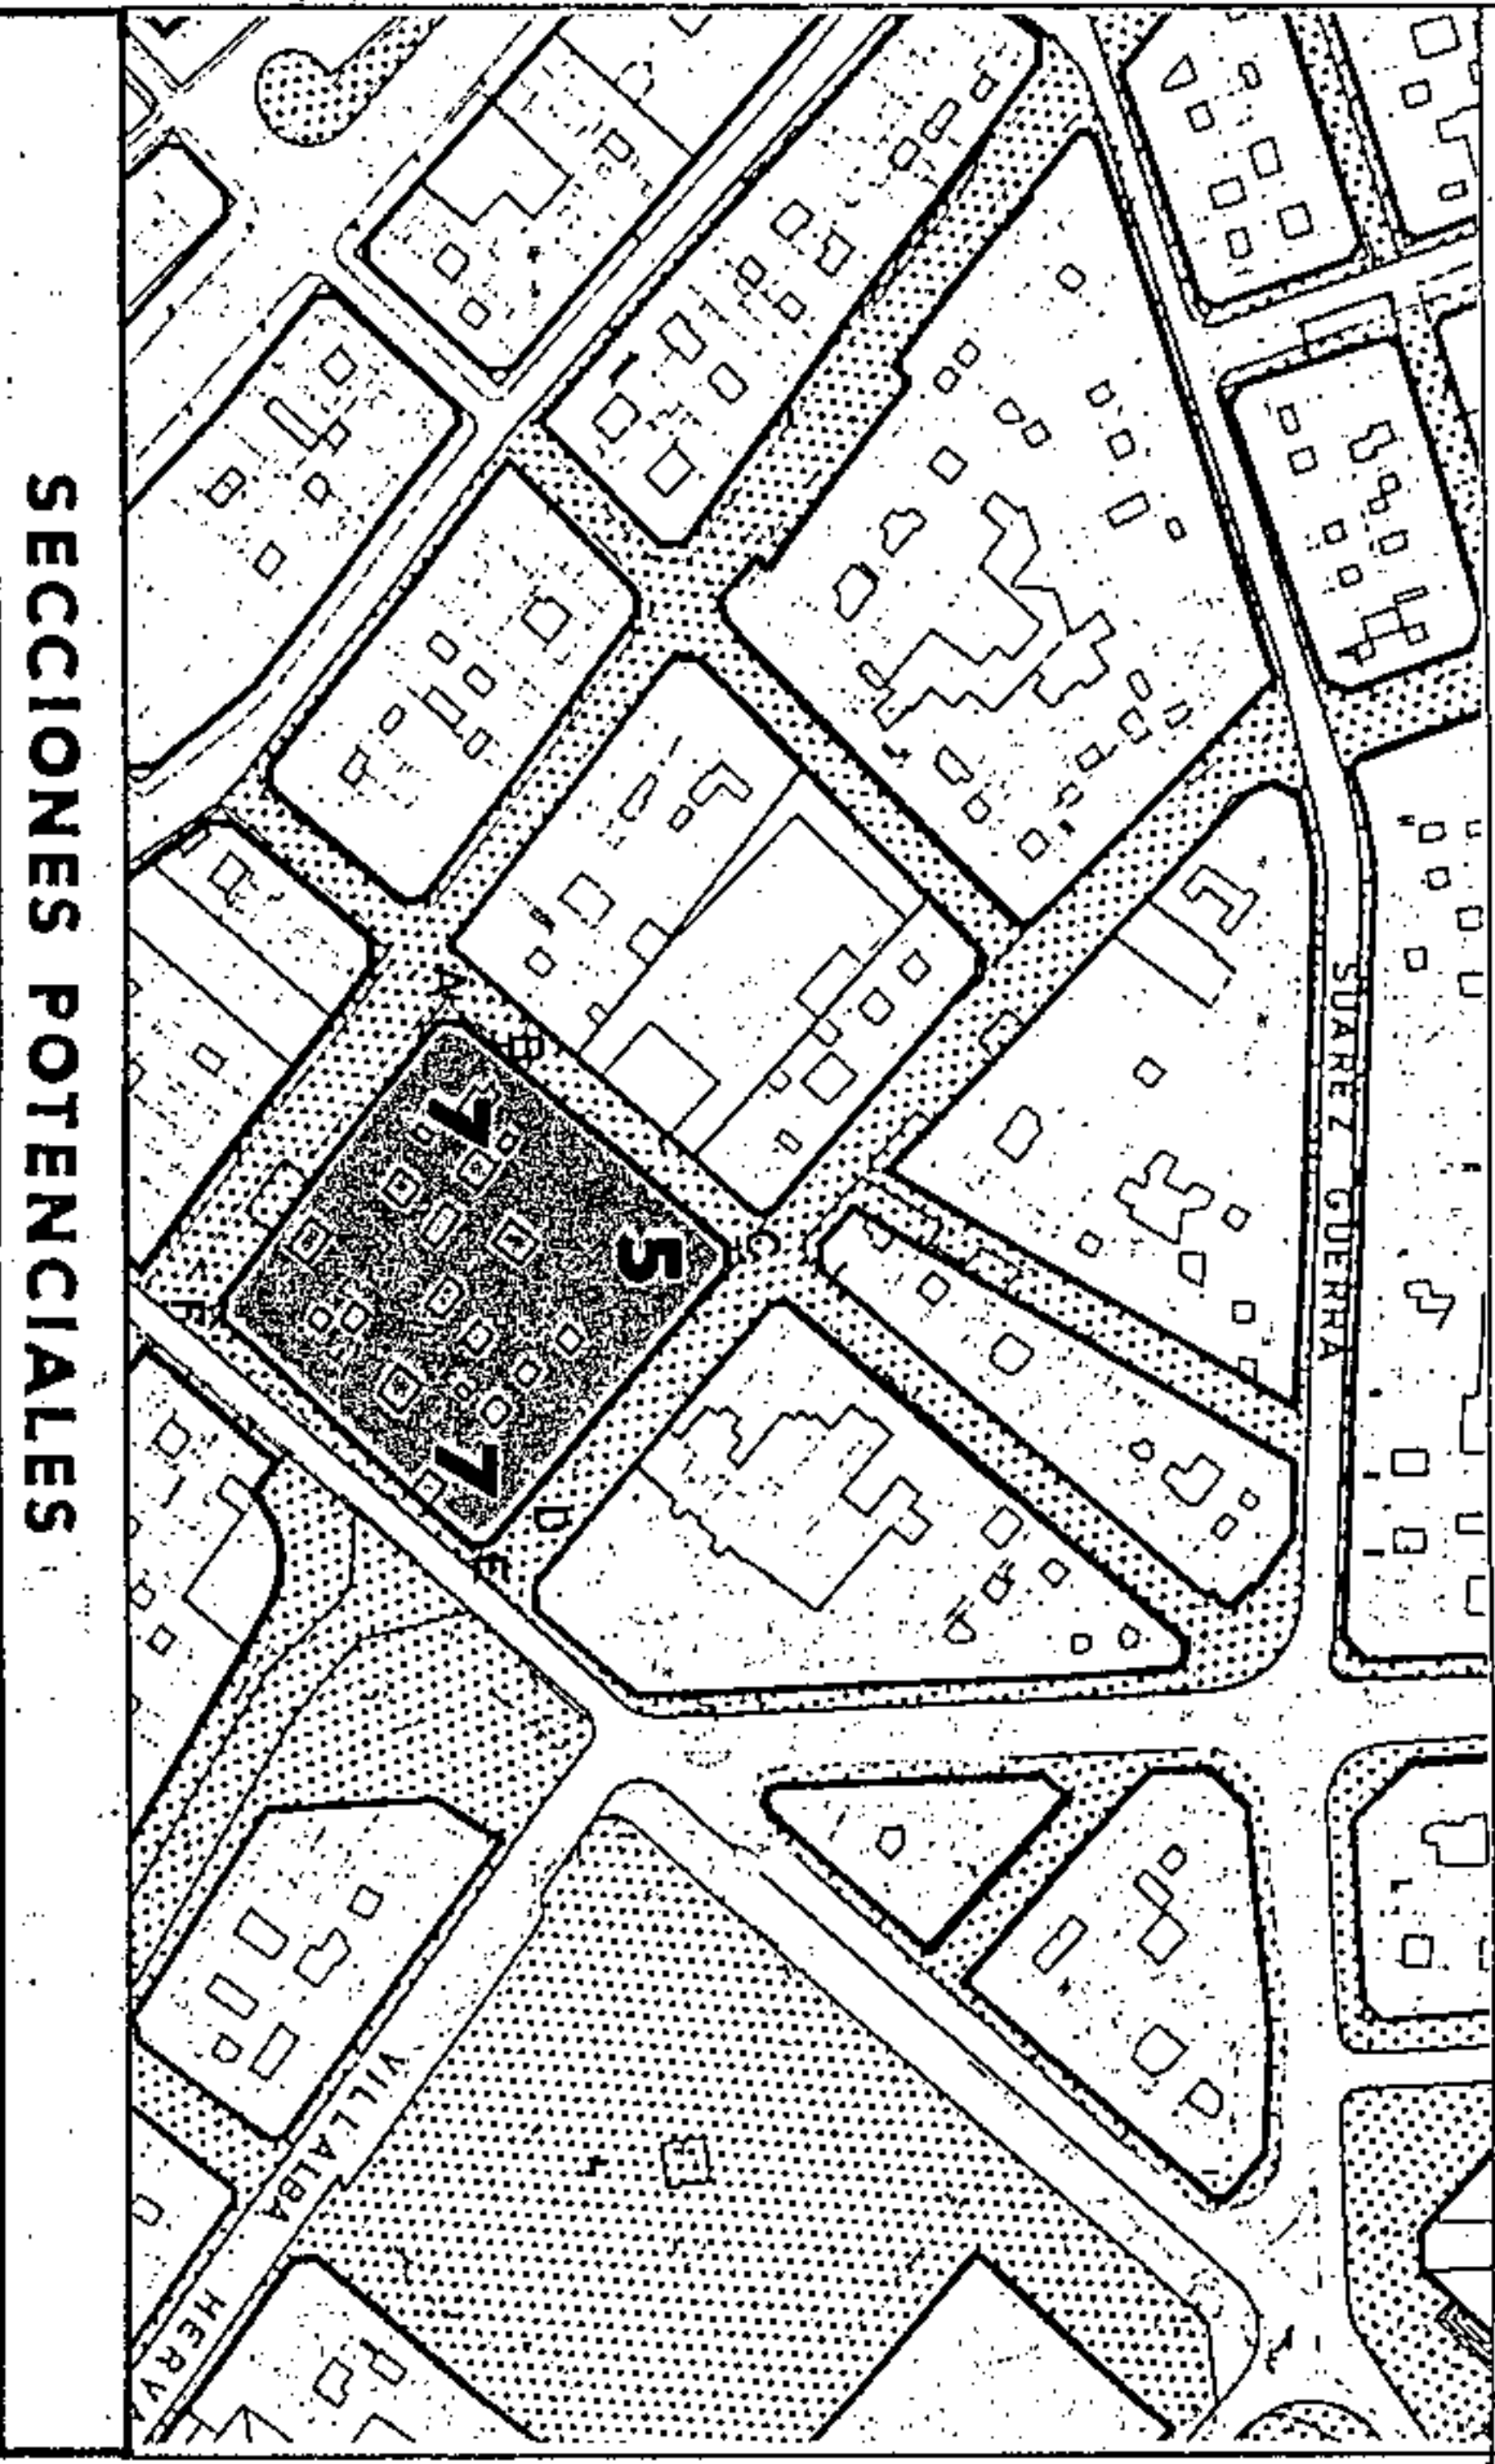 SECCIONES POTENCIALES
SUAREZ GUERRA
A
B
7
5
C
F
7
D
E
VILLALBA HERV